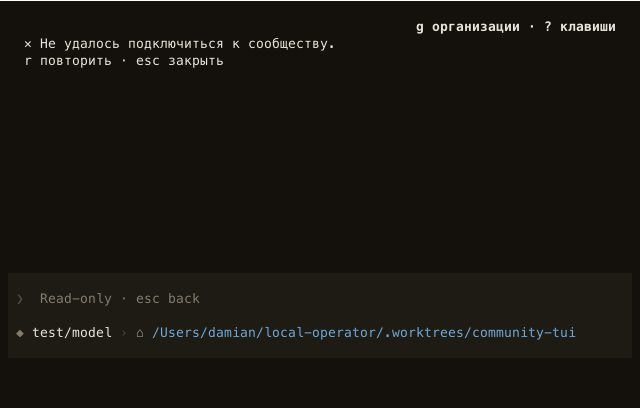 g организации · ? клавиши
× Не удалось подключиться к сообществу.
r повторить · esc закрыть
❯ Read-only · esc back
◆ test/model › ⌂ /Users/damian/local-operator/.worktrees/community-tui